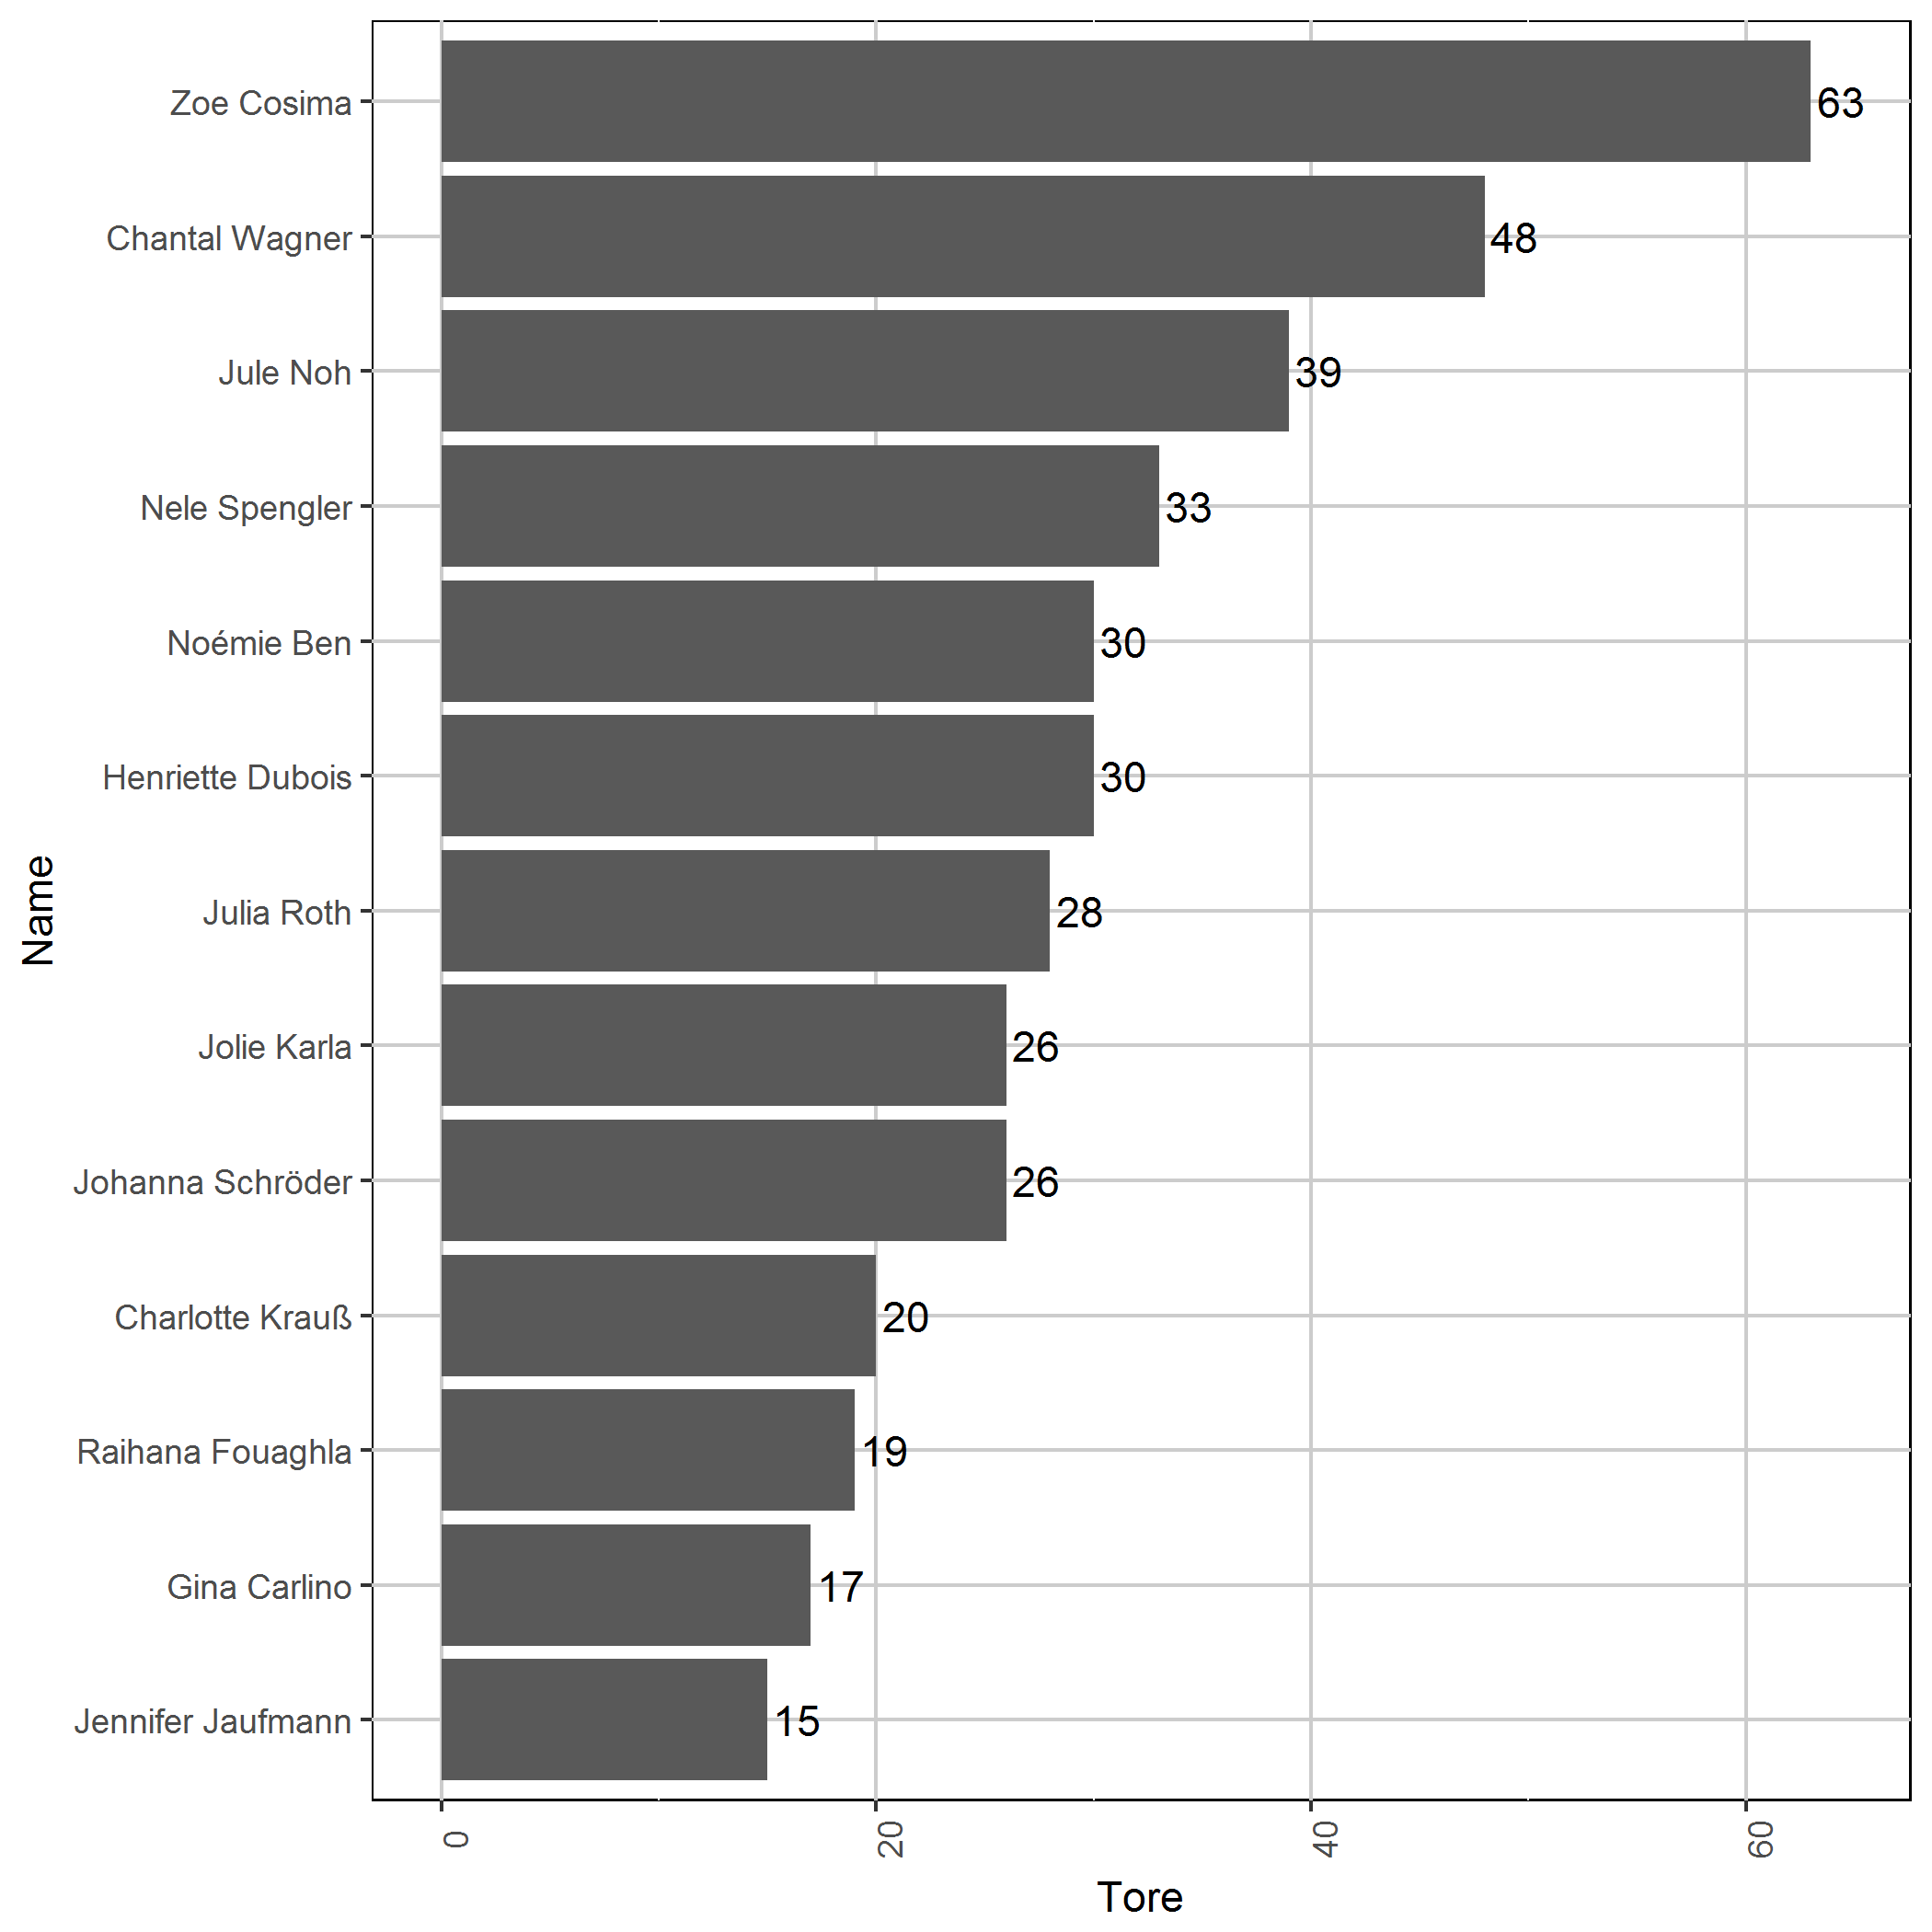 Zoe Cosima 63
Chantal Wagner 48
Jule Noh 39
Nele Spengler 33
Noémie Ben 30
Henriette Dubois 30
Julia Roth 28
Jolie Karla 26
Johanna Schröder 26
Charlotte Krauß 20
Raihana Fouaghla 19
Gina Carlino 17
Jennifer Jaufmann 15
Name
0 20 40 60
Tore